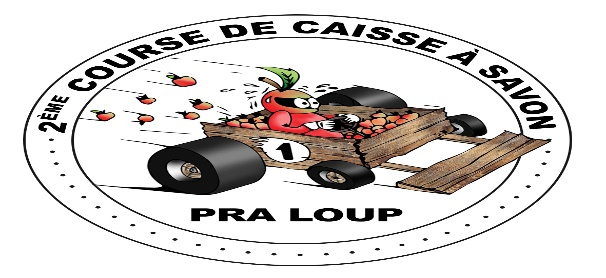 2ÈME COURSE DE CAISSE À SAVON
1
PRA LOUP